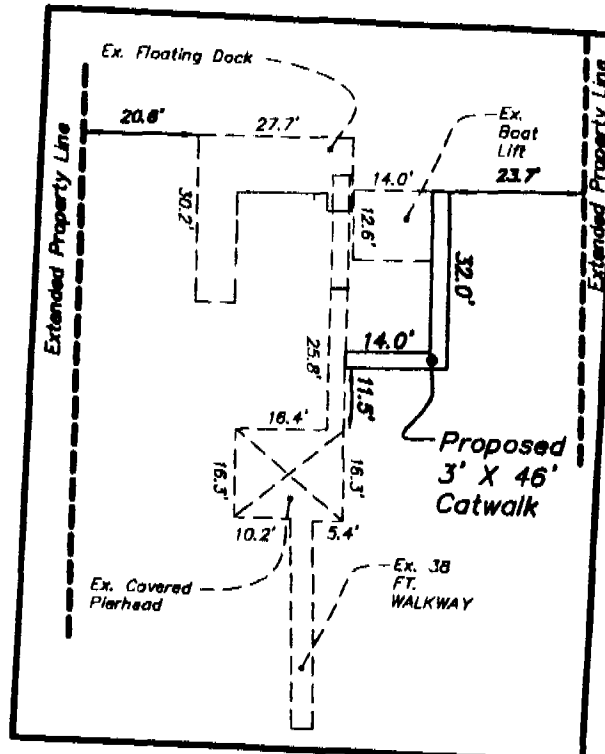 Ex. Floating Dock
20.6'
27.7'
Ex.
Boat
Lift
14.0'
23.7'
Extended Property Line
Extended Property Line
30.2'
12.6'
32.0'
25.8'
14.0'
11.5'
16.4'
Proposed
3' X 46'
Catwalk
16.3'
16.3'
10.2'
5.4'
Ex. Covered
Pierhead
Ex. 38
FT.
WALKWAY